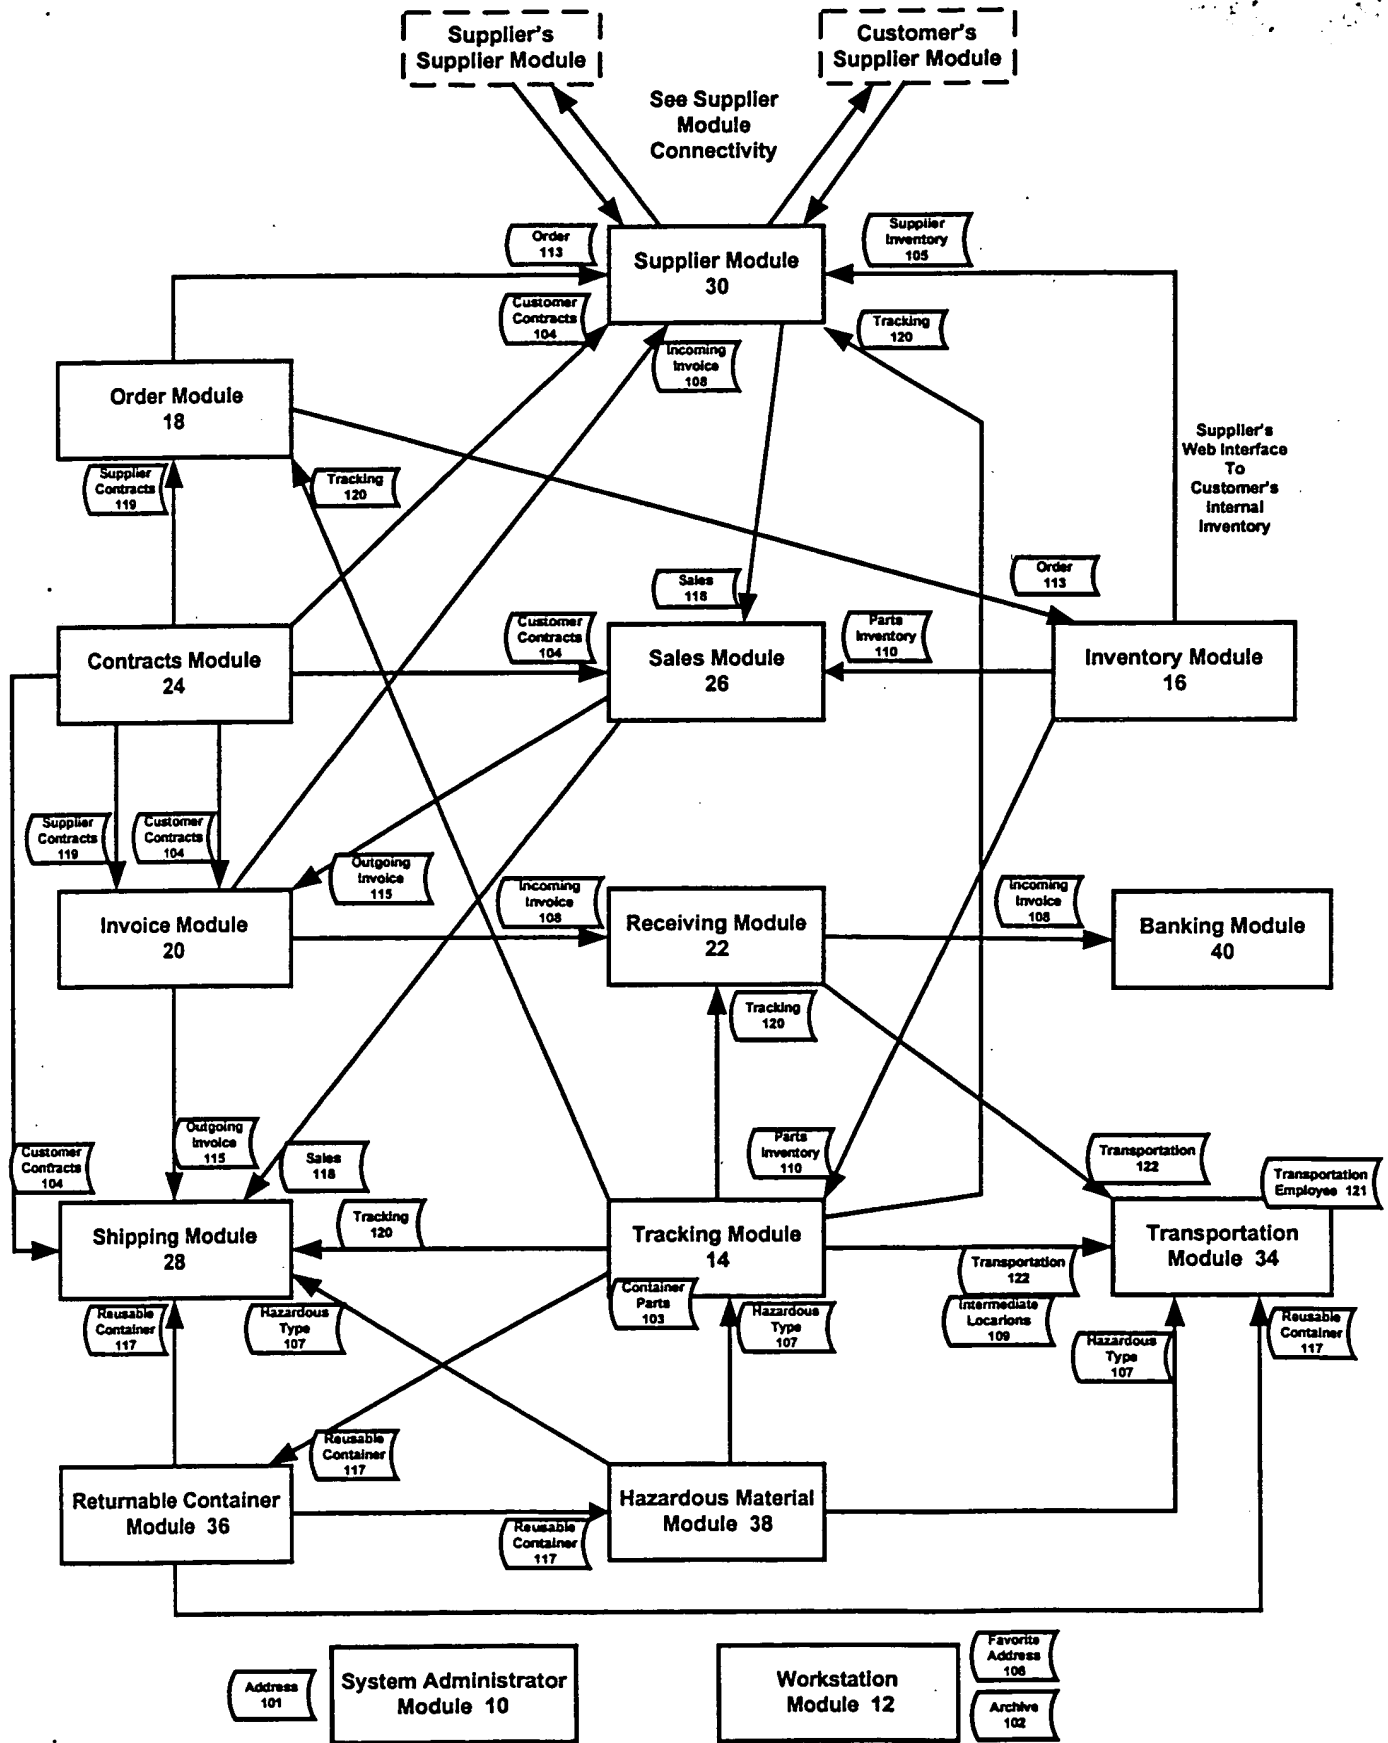 Supplier's
Supplier Module
Customer's
Supplier Module
See Supplier
Module
Connectivity
Order
113
Supplier Module
30
Supplier
Inventory
105
Customer
Contracts
104
Incoming
Invoice
108
Tracking
120
Order Module
18
Supplier's
Web Interface
To
Customer's
Internal
Inventory
Supplier
Contracts
119
Tracking
120
Order
113
Sales
118
Customer
Contracts
104
Parts
Inventory
110
Contracts Module
24
Sales Module
26
Inventory Module
16
Supplier
Contracts
119
Customer
Contracts
104
Outgoing
Invoice
115
Incoming
Invoice
108
Incoming
Invoice
108
Invoice Module
20
Receiving Module
22
Banking Module
40
Tracking
120
Customer
Contracts
104
Outgoing
Invoice
115
Sales
118
Parts
Inventory
110
Transportation
122
Transportation
Employee 121
Shipping Module
28
Tracking
120
Tracking Module
14
Transportation
Module 34
Transportation
122
Reusable
Container
117
Hazardous
Type
107
Container
Parts
103
Hazardous
Type
107
Intermediate
Locarions
109
Hazardous
Type
107
Reusable
Container
117
Reusable
Container
117
Returnable Container
Module 36
Hazardous Material
Module 38
Reusable
Container
117
Address
101
System Administrator
Module 10
Workstation
Module 12
Favorite
Address
106
Archive
102